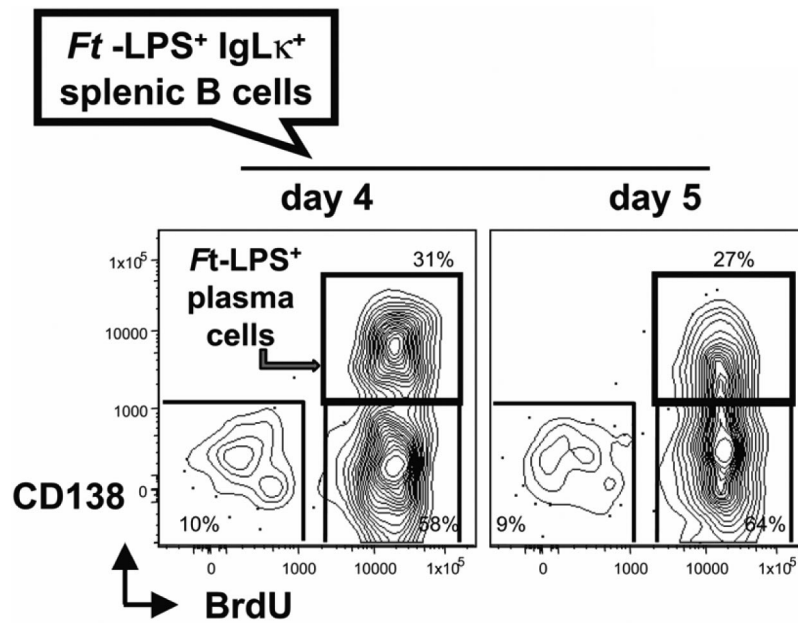 Ft -LPS+ IgLκ+
splenic B cells
day 4
day 5
1x10⁵
10000
1000
0
Ft-LPS+
plasma
cells
31%
27%
10%
58%
9%
64%
0
1000
10000
1x10⁵
0
1000
10000
1x10⁵
CD138
BrdU